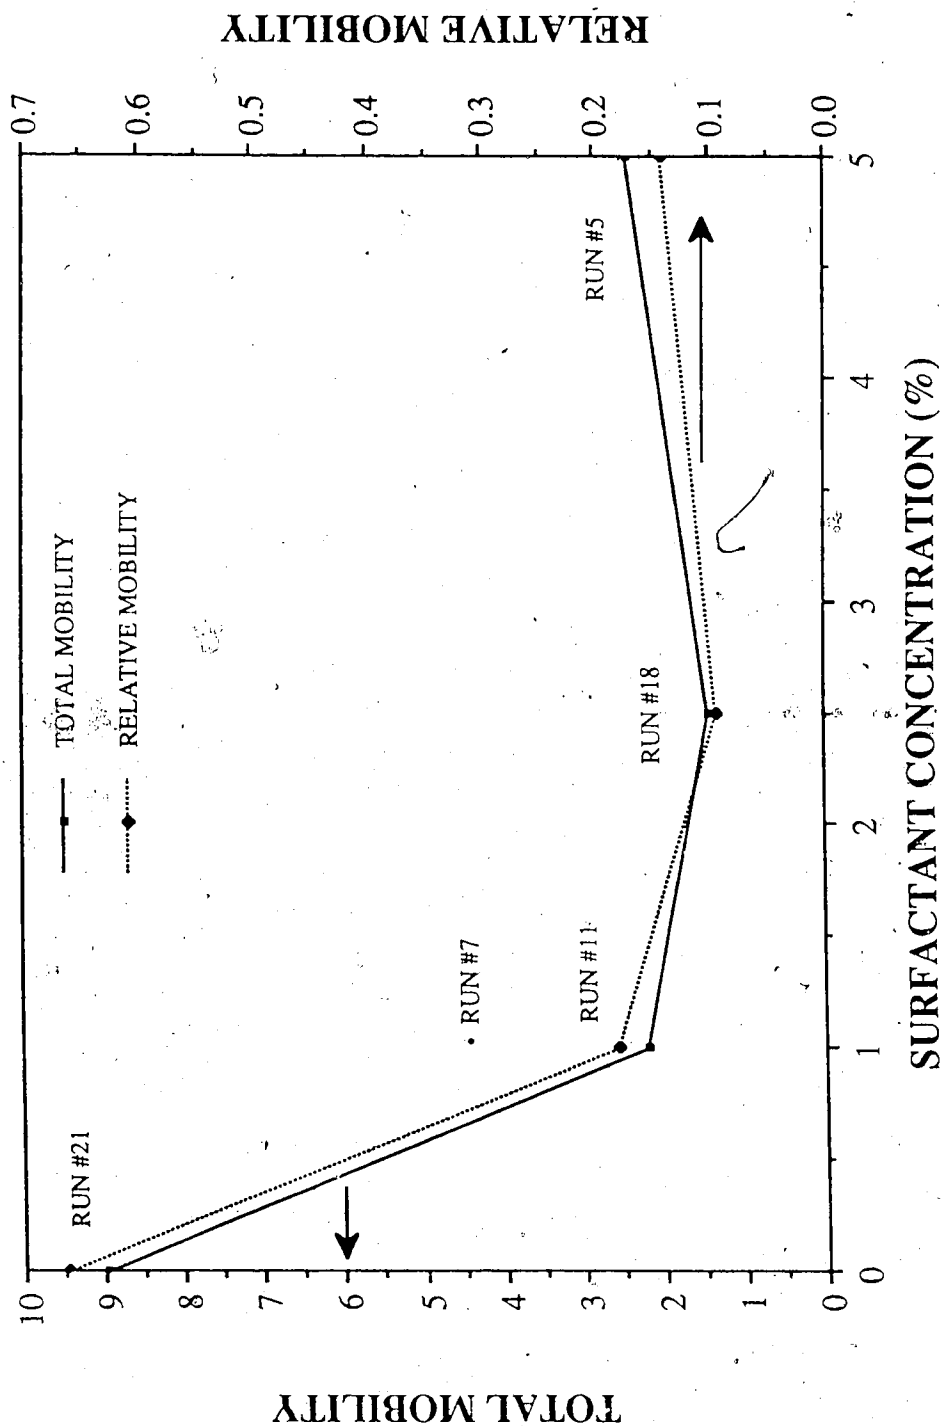 TOTAL MOBILITY
RELATIVE MOBILITY
RUN #21
RUN #7
RUN #11
RUN #18
RUN #5
10
9
8
7
6
5
4
3
2
1
0
TOTAL MOBILITY
0.7
0.6
0.5
0.4
0.3
0.2
0.1
0.0
RELATIVE MOBILITY
0 1 2 3 4 5
SURFACTANT CONCENTRATION (%)